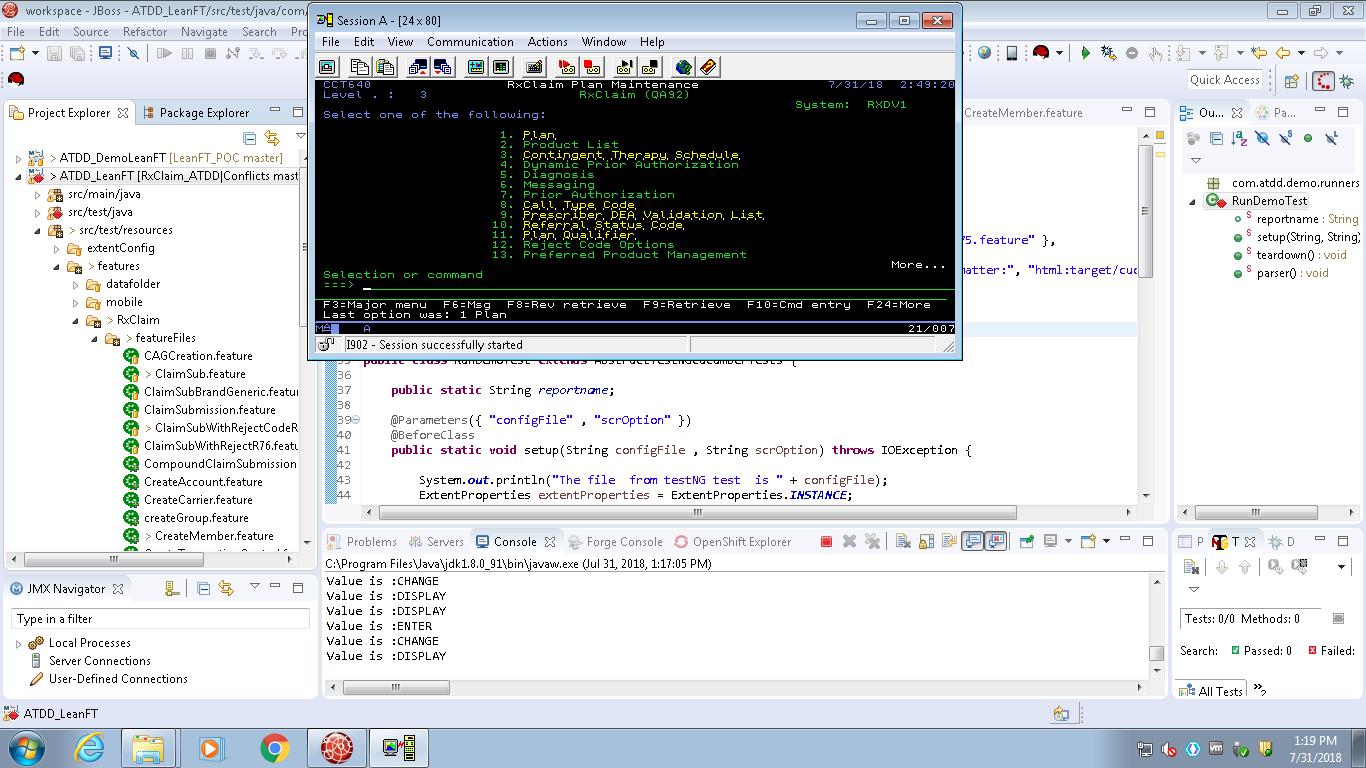 workspace - JBoss - ATDD_LeanFT/src/test/java/com/
File Edit Source Refactor Navigate Search Pro
Quick Access
Session A - [24 x 80]
File Edit View Communication Actions Window Help
CCT640 RxClaim Plan Maintenance 7/31/18 2:49:20
Level . : 3 RxClaim (QA92)
System: RXDV1
Select one of the following:
1. Plan
2. Product List
3. Contingent Therapy Schedule
4. Dynamic Prior Authorization
5. Diagnosis
6. Messaging
7. Prior Authorization
8. Call Type Code
9. Prescriber DEA Validation List
10. Referral Status Code
11. Plan Qualifier
12. Reject Code Options
13. Preferred Product Management
More...
Selection or command
===>
F3=Major menu F6=Msg F8=Rev retrieve F9=Retrieve F10=Cmd entry F24=More
Last option was: 1 Plan
MA A 21/007
I902 - Session successfully started
Project Explorer Package Explorer
> ATDD_DemoLeanFT [LeanFT_POC master]
> ATDD_LeanFT [RxClaim_ATDD|Conflicts mast
src/main/java
src/test/java
> src/test/resources
extentConfig
> features
datafolder
mobile
> RxClaim
> featureFiles
CAGCreation.feature
> ClaimSub.feature
ClaimSubBrandGeneric.featur
ClaimSubmission.feature
> ClaimSubWithRejectCodeR
ClaimSubWithRejectR76.featu
CompoundClaimSubmission
CreateAccount.feature
CreateCarrier.feature
createGroup.feature
> CreateMember.feature
CreateMember.feature
75.feature" },
matter:", "html:target/cuc
public class RunDemoTest extends AbstractTestNGCucumberTests {
36
37 public static String reportname;
38
39 @Parameters({ "configFile" , "scrOption" })
40 @BeforeClass
41 public static void setup(String configFile , String scrOption) throws IOException {
42
43 System.out.println("The file from testNG test is " + configFile);
44 ExtentProperties extentProperties = ExtentProperties.INSTANCE;
Ou... Pa...
com.atdd.demo.runners
RunDemoTest
reportname : String
setup(String, String)
teardown() : void
parser() : void
JMX Navigator
Type in a filter
Local Processes
Server Connections
User-Defined Connections
Problems Servers Console Forge Console OpenShift Explorer
C:\Program Files\Java\jdk1.8.0_91\bin\javaw.exe (Jul 31, 2018, 1:17:05 PM)
Value is :CHANGE
Value is :DISPLAY
Value is :DISPLAY
Value is :ENTER
Value is :CHANGE
Value is :DISPLAY
P T D
Tests: 0/0 Methods: 0
Search: Passed: 0 Failed:
All Tests
ATDD_LeanFT
1:19 PM
7/31/2018